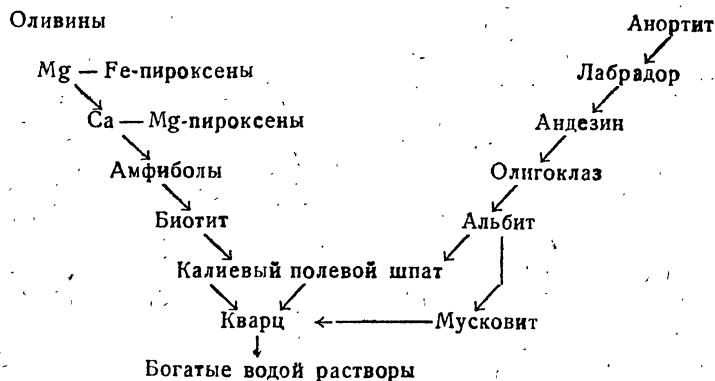 Оливины Анортит
Mg — Fe-пироксены Лабрадор
Ca — Mg-пироксены Андезин
Амфиболы Олигоклаз
Биотит Альбит
Калиевый полевой шпат
Кварц Мусковит
Богатые водой растворы